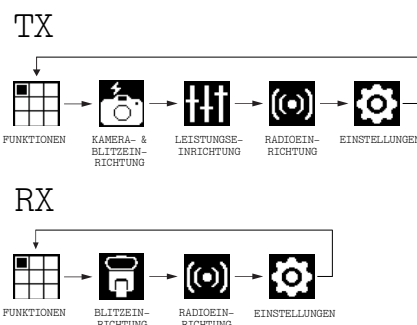 TX
FUNKTIONEN
KAMERA- &
BLITZEIN-
RICHTUNG
LEISTUNGSE-
INRICHTUNG
RADIOEIN-
RICHTUNG
EINSTELLUNGEN
RX
FUNKTIONEN
BLITZEIN-
RICHTUNG
RADIOEIN-
RICHTUNG
EINSTELLUNGEN